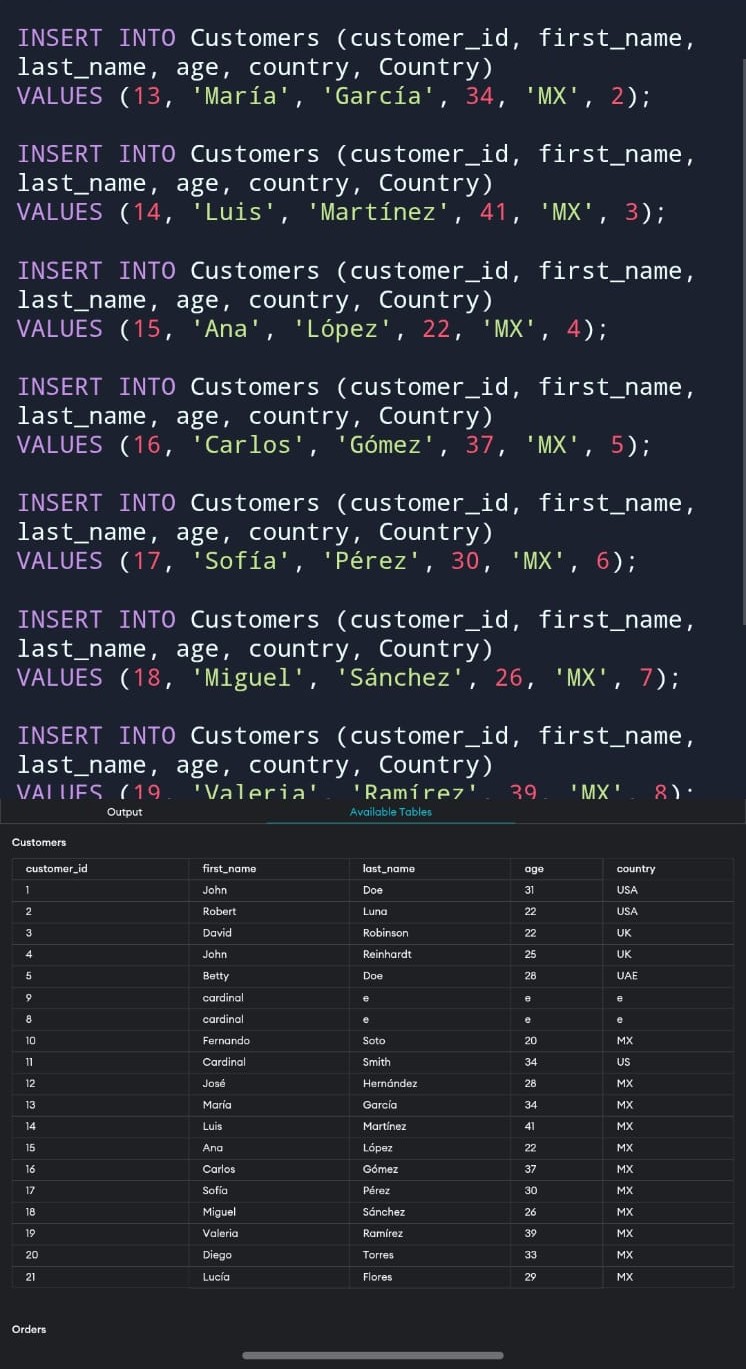 INSERT INTO Customers (customer_id, first_name,
last_name, age, country, Country)
VALUES (13, 'María', 'García', 34, 'MX', 2);
INSERT INTO Customers (customer_id, first_name,
last_name, age, country, Country)
VALUES (14, 'Luis', 'Martínez', 41, 'MX', 3);
INSERT INTO Customers (customer_id, first_name,
last_name, age, country, Country)
VALUES (15, 'Ana', 'López', 22, 'MX', 4);
INSERT INTO Customers (customer_id, first_name,
last_name, age, country, Country)
VALUES (16, 'Carlos', 'Gómez', 37, 'MX', 5);
INSERT INTO Customers (customer_id, first_name,
last_name, age, country, Country)
VALUES (17, 'Sofía', 'Pérez', 30, 'MX', 6);
INSERT INTO Customers (customer_id, first_name,
last_name, age, country, Country)
VALUES (18, 'Miguel', 'Sánchez', 26, 'MX', 7);
INSERT INTO Customers (customer_id, first_name,
last_name, age, country, Country)
VALUES (19, 'Valeria', 'Ramírez', 39, 'MX', 8);
Output Available Tables
Customers
customer_id first_name last_name age country
1 John Doe 31 USA
2 Robert Luna 22 USA
3 David Robinson 22 UK
4 John Reinhardt 25 UK
5 Betty Doe 28 UAE
9 cardinal e e e
8 cardinal e e e
10 Fernando Soto 20 MX
11 Cardinal Smith 34 US
12 José Hernández 28 MX
13 María García 34 MX
14 Luis Martínez 41 MX
15 Ana López 22 MX
16 Carlos Gómez 37 MX
17 Sofía Pérez 30 MX
18 Miguel Sánchez 26 MX
19 Valeria Ramírez 39 MX
20 Diego Torres 33 MX
21 Lucía Flores 29 MX
Orders